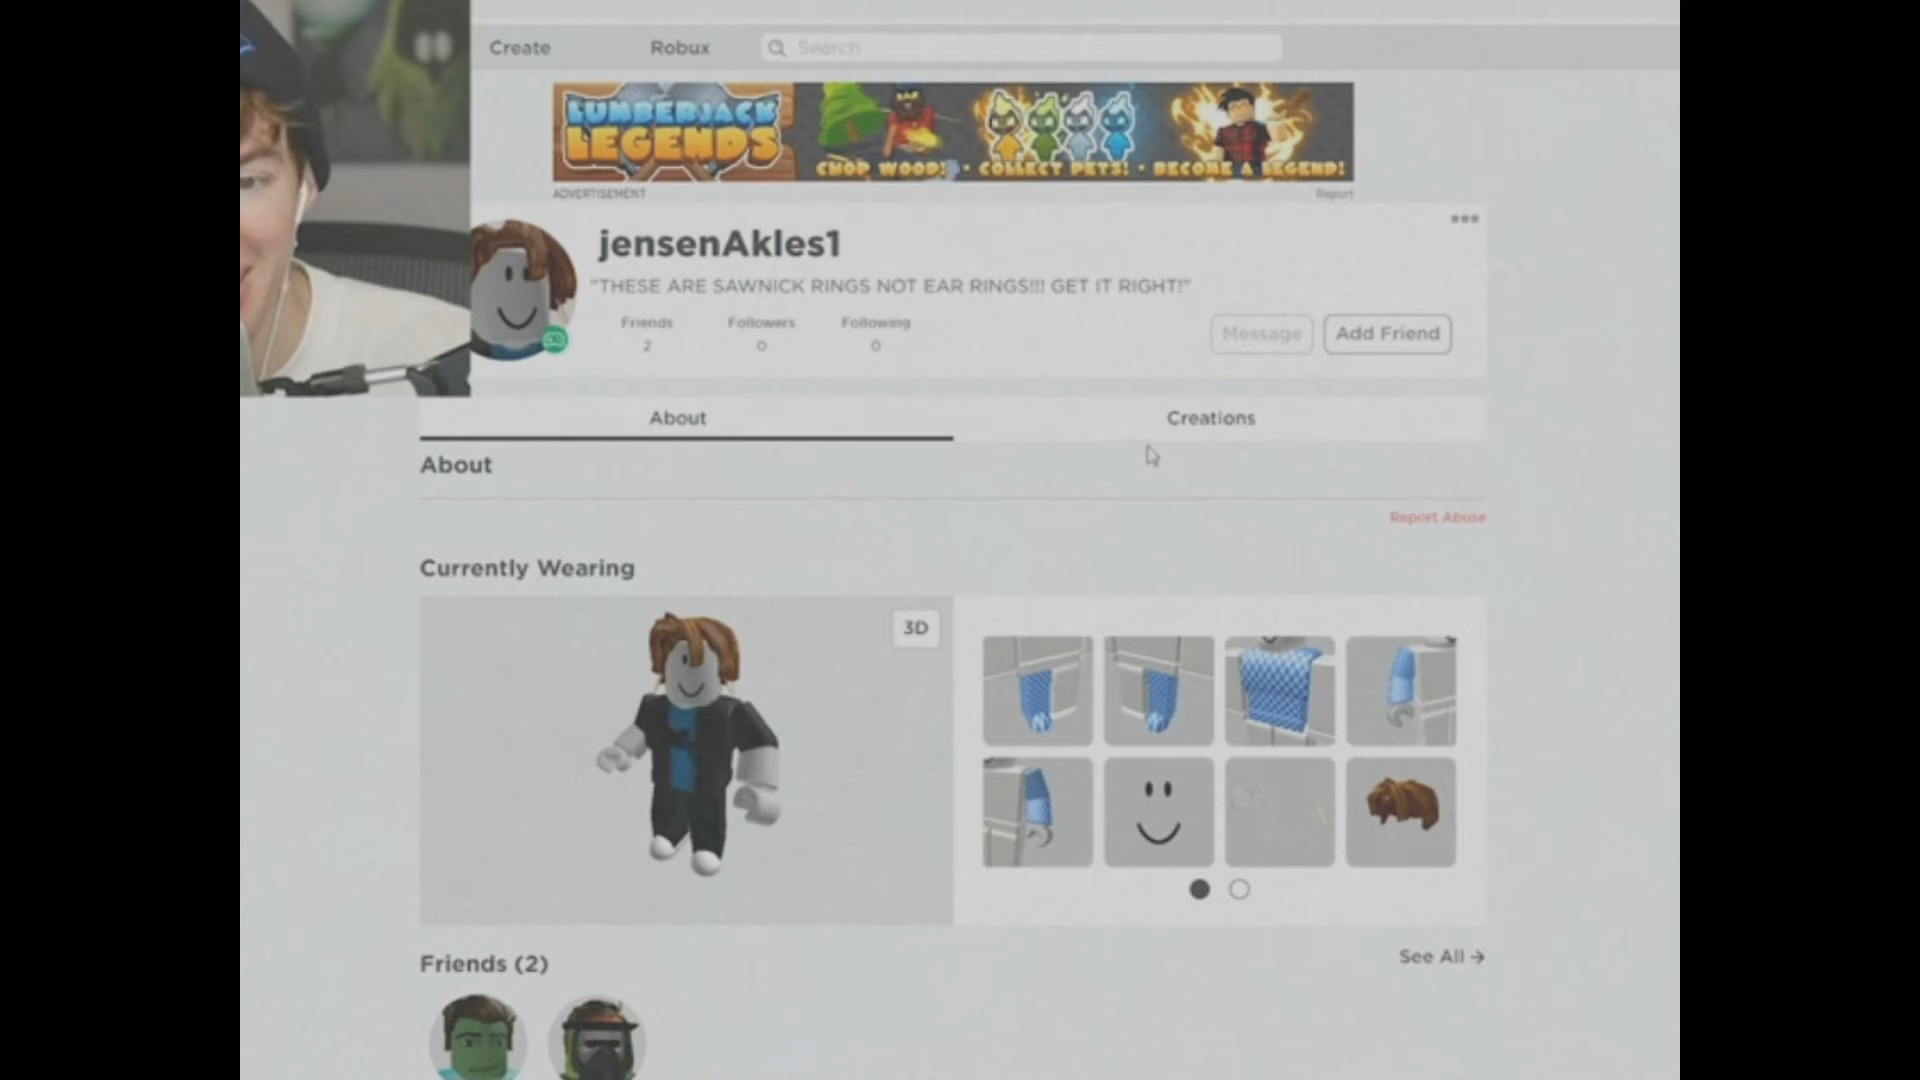 Create
Robux
Search
LUMBERJACK
LEGENDS
CHOP WOOD! • COLLECT PETS! • BECOME A LEGEND!
ADVERTISEMENT
Report
jensenAkles1
"THESE ARE SAWNICK RINGS NOT EAR RINGS!!! GET IT RIGHT!"
Friends
Followers
Following
2
0
0
Message
Add Friend
About
Creations
About
Report Abuse
Currently Wearing
3D
Friends (2)
See All →